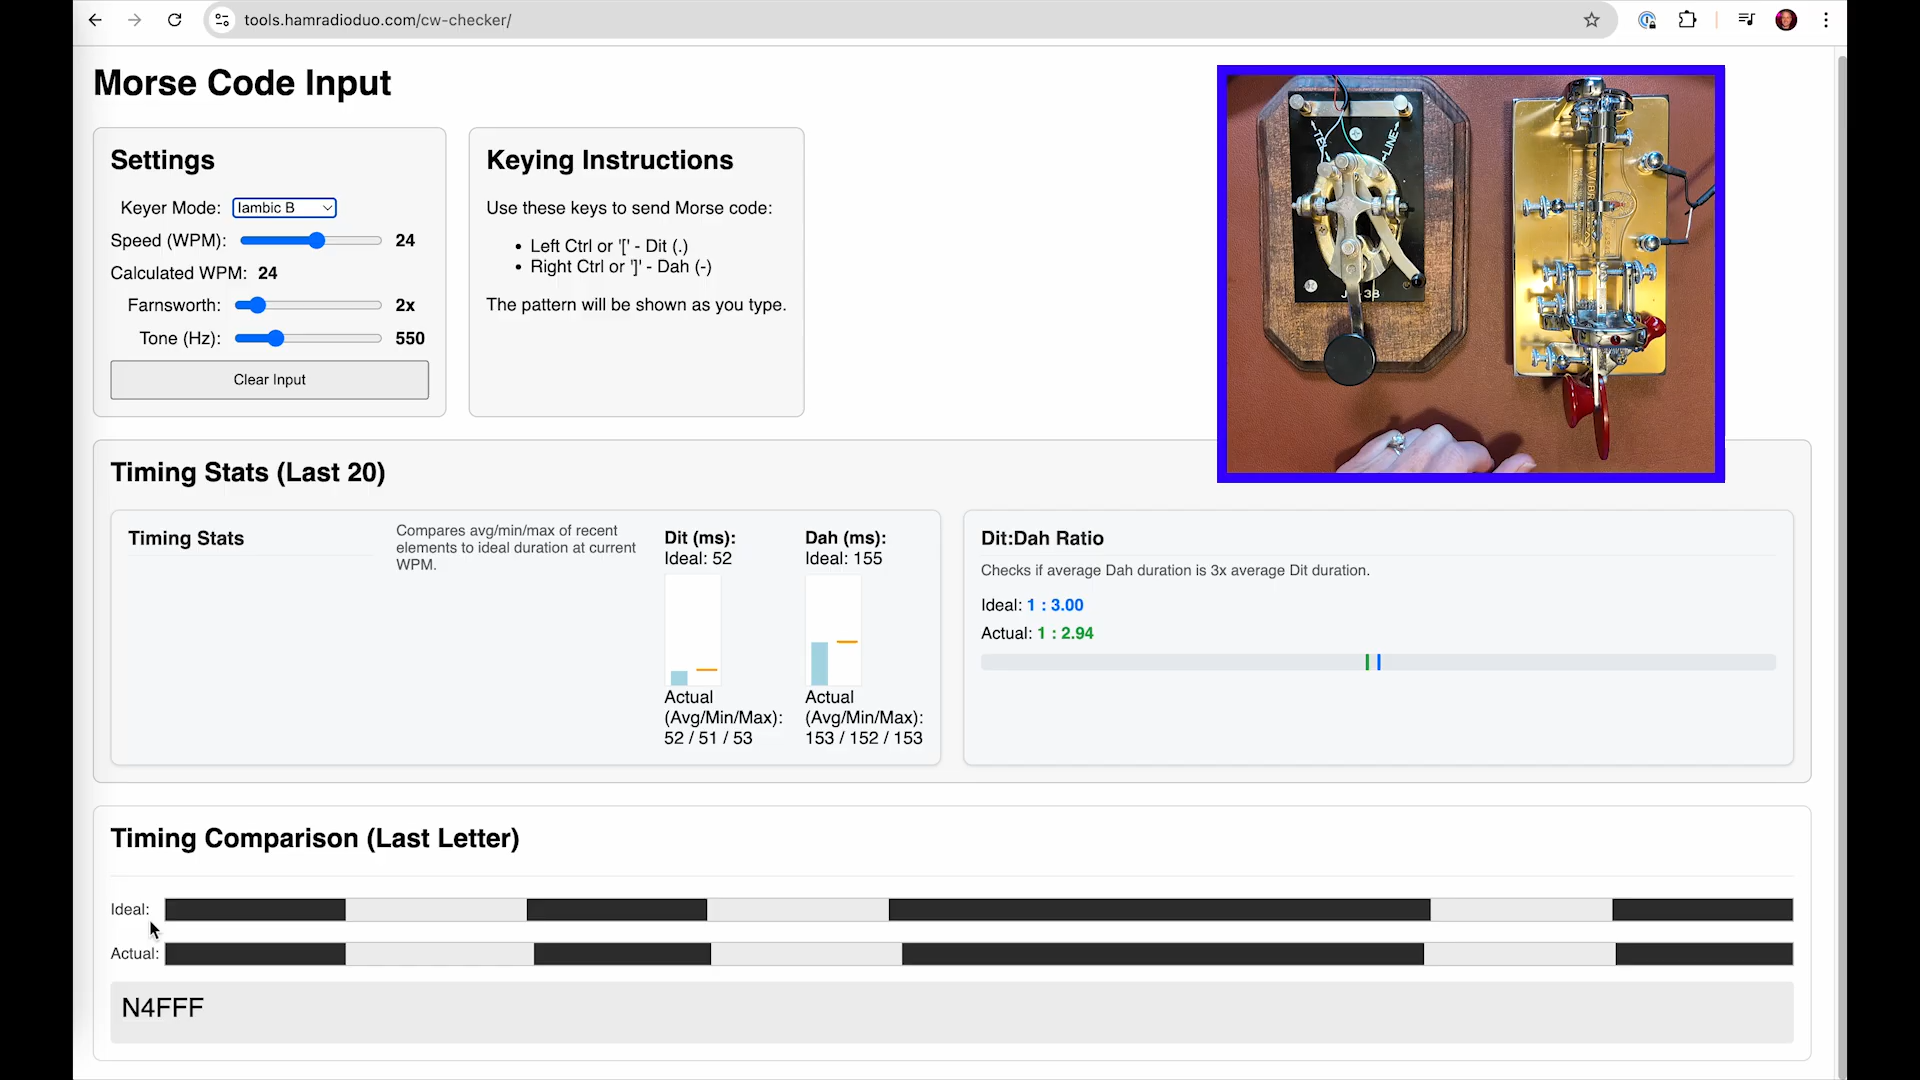 tools.hamradioduo.com/cw-checker/
Morse Code Input
Settings
Keyer Mode: Iambic B
Speed (WPM): 24
Calculated WPM: 24
Farnsworth: 2x
Tone (Hz): 550
Clear Input
Keying Instructions
Use these keys to send Morse code:
• Left Ctrl or '[' - Dit (.)
• Right Ctrl or ']' - Dah (-)
The pattern will be shown as you type.
LINE
Timing Stats (Last 20)
Timing Stats
Compares avg/min/max of recent
elements to ideal duration at current
WPM.
Dit (ms):
Ideal: 52
Actual
(Avg/Min/Max):
52 / 51 / 53
Dah (ms):
Ideal: 155
Actual
(Avg/Min/Max):
153 / 152 / 153
Dit:Dah Ratio
Checks if average Dah duration is 3x average Dit duration.
Ideal: 1 : 3.00
Actual: 1 : 2.94
Timing Comparison (Last Letter)
Ideal:
Actual:
N4FFF